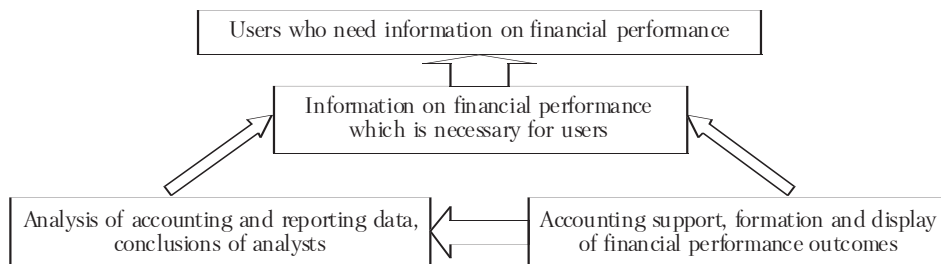 Users who need information on financial performance
Information on financial performance
which is necessary for users
Analysis of accounting and reporting data,
conclusions of analysts
Accounting support, formation and display
of financial performance outcomes